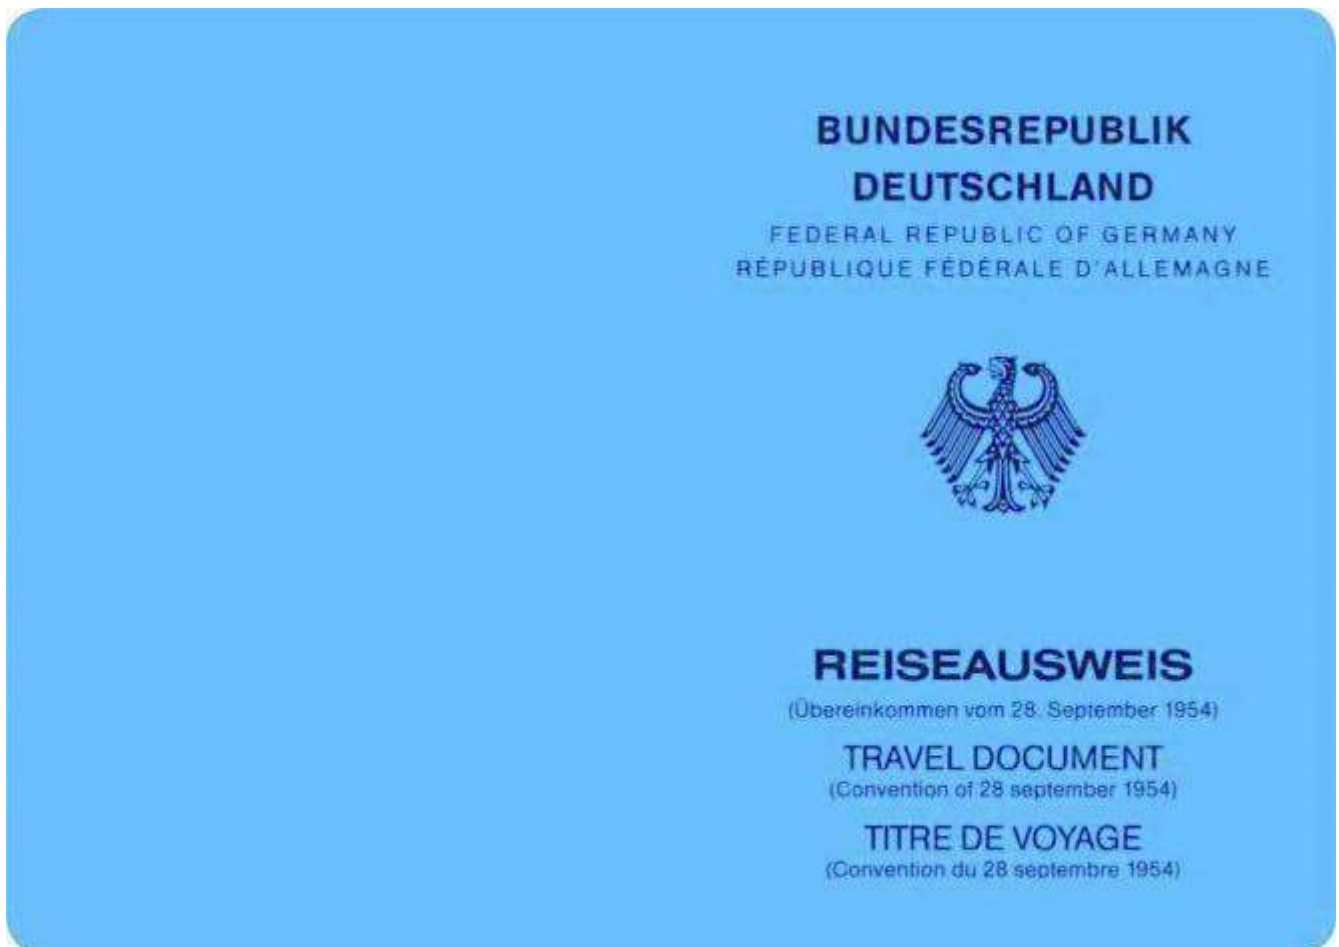 BUNDESREPUBLIK
DEUTSCHLAND
FEDERAL REPUBLIC OF GERMANY
RÉPUBLIQUE FÉDÉRALE D'ALLEMAGNE
REISEAUSWEIS
(Übereinkommen vom 28. September 1954)
TRAVEL DOCUMENT
(Convention of 28 september 1954)
TITRE DE VOYAGE
(Convention du 28 septembre 1954)